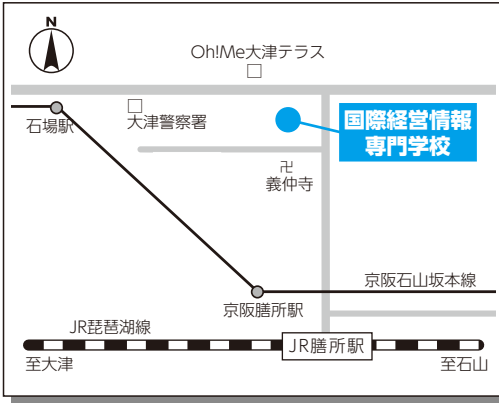 N
Oh!Me大津テラス
石場駅
大津警察署
国際経営情報
専門学校
卍
義仲寺
京阪石山坂本線
京阪膳所駅
JR琵琶湖線
JR膳所駅
至大津
至石山